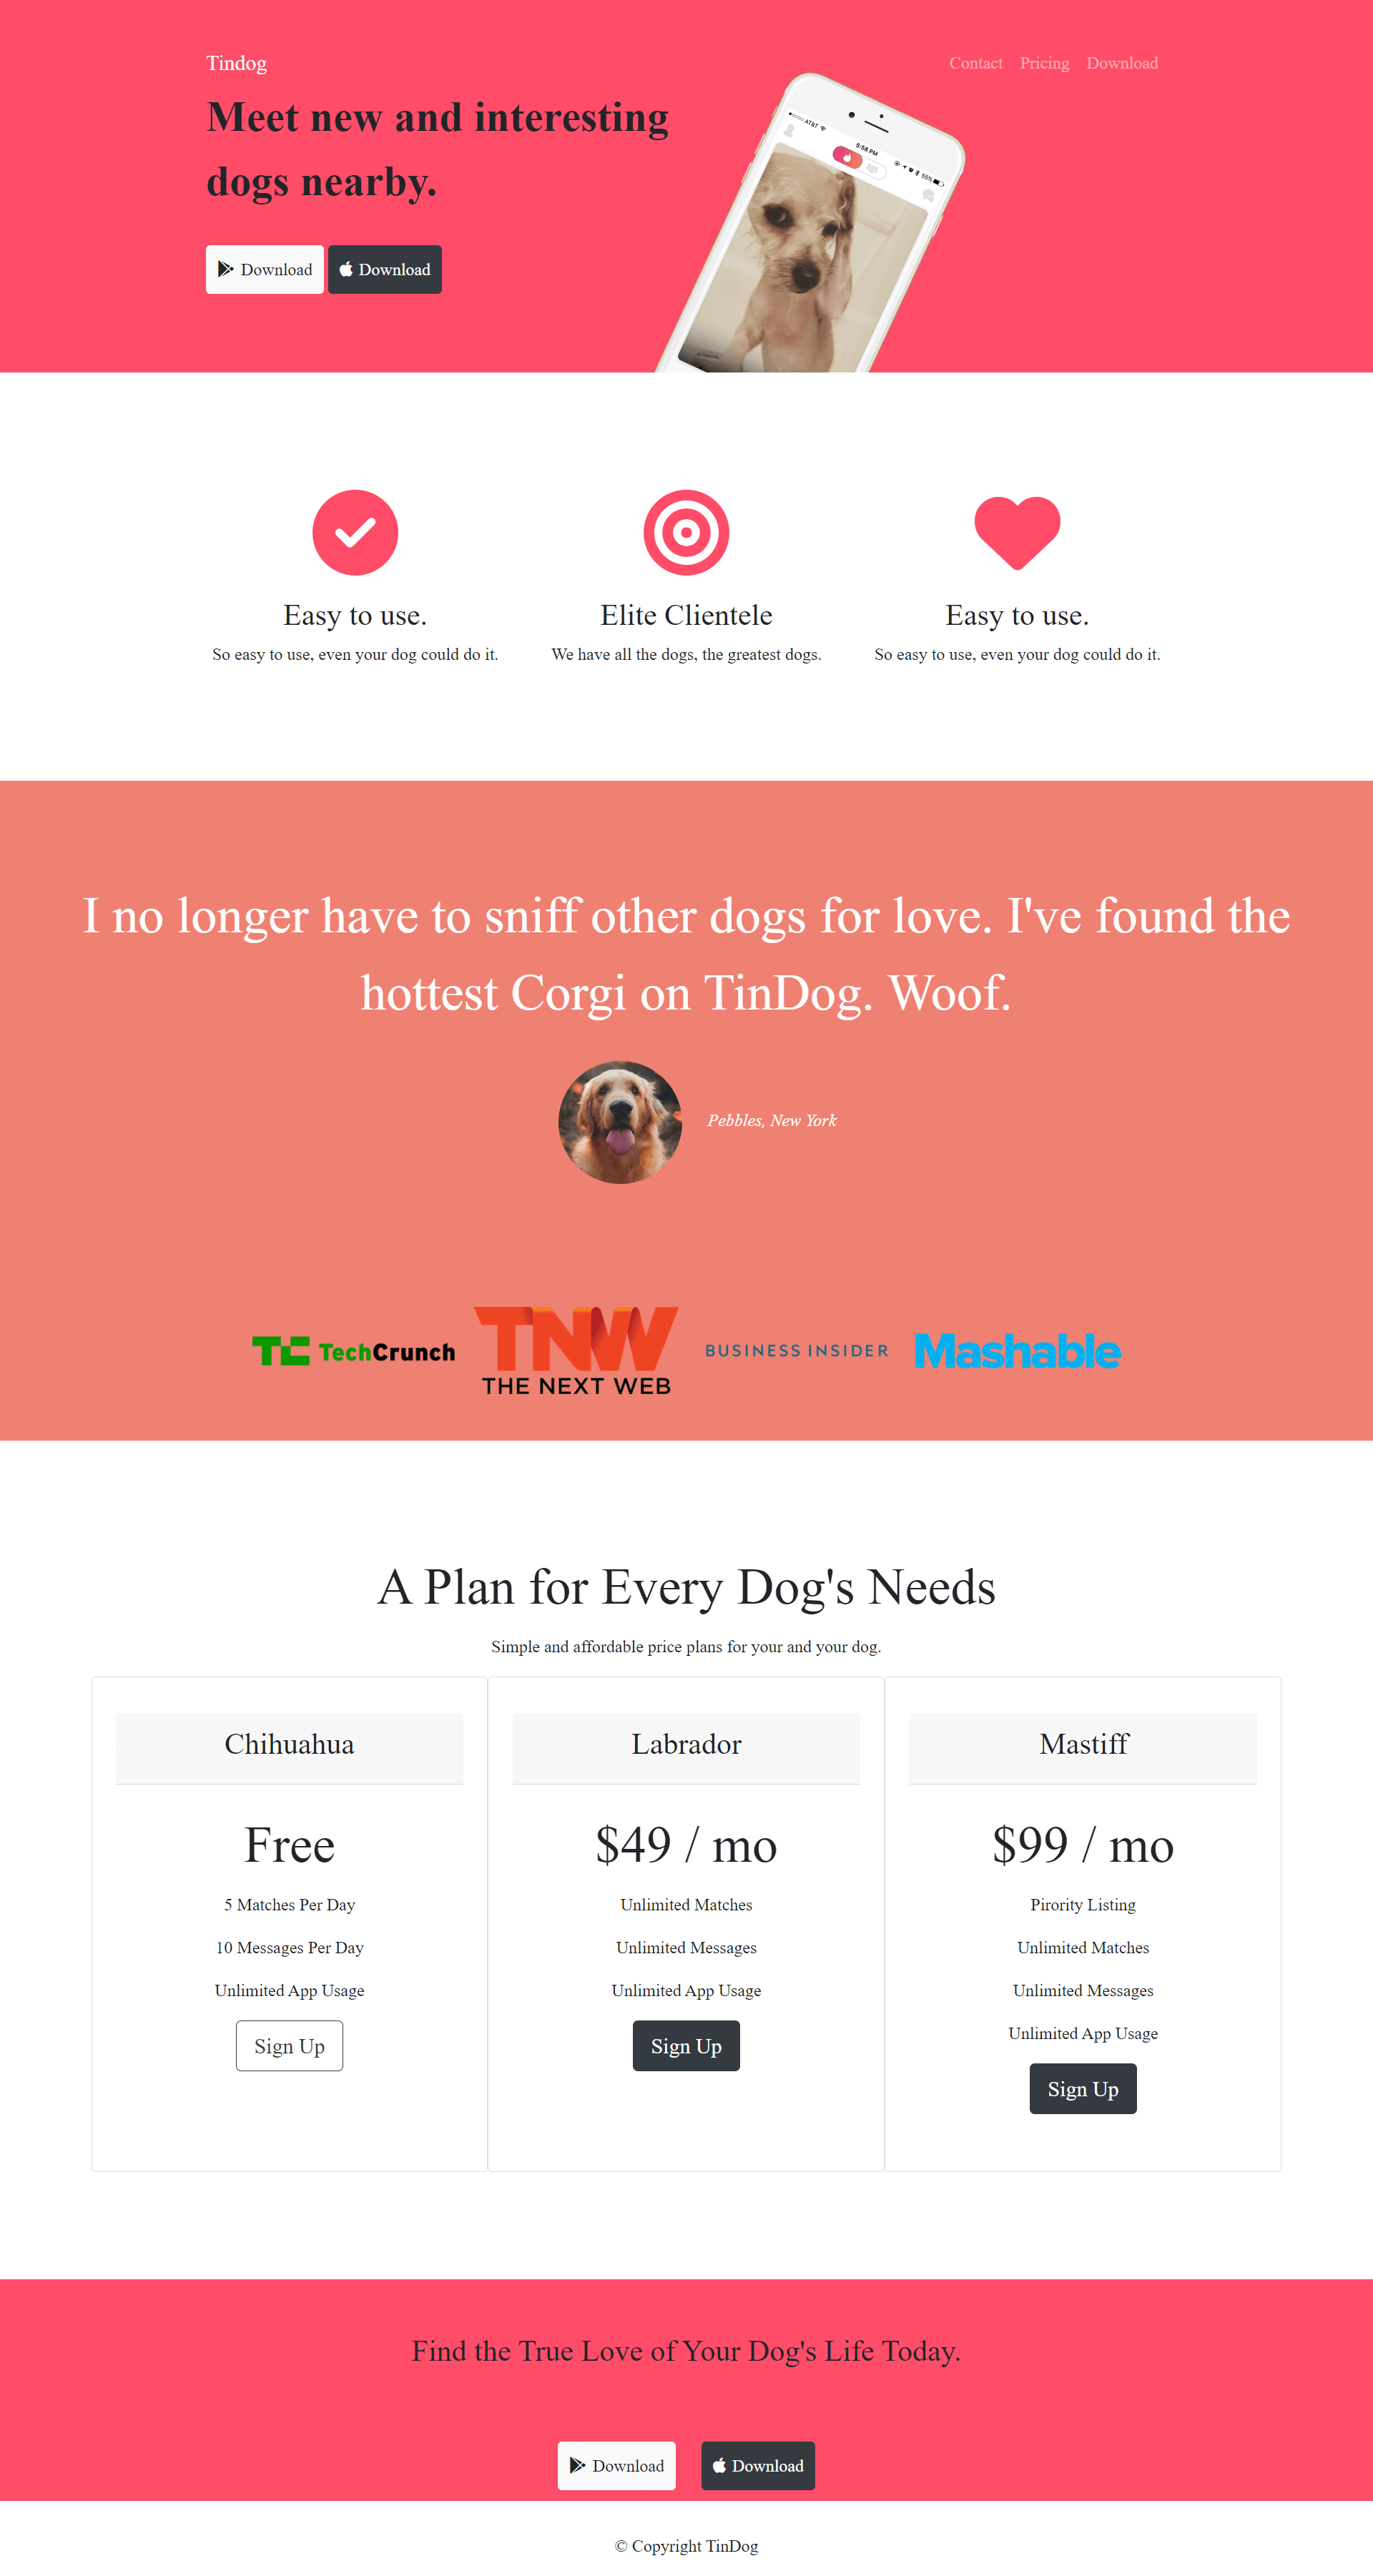 Tindog
Contact Pricing Download
Meet new and interesting
dogs nearby.
●○○○○ AT&T 5:58 PM 55%
Download Download
Easy to use. Elite Clientele Easy to use.
So easy to use, even your dog could do it. We have all the dogs, the greatest dogs. So easy to use, even your dog could do it.
I no longer have to sniff other dogs for love. I've found the
hottest Corgi on TinDog. Woof.
Pebbles, New York
TC TechCrunch
TNW
THE NEXT WEB
BUSINESS INSIDER
Mashable
A Plan for Every Dog's Needs
Simple and affordable price plans for your and your dog.
Chihuahua
Free
5 Matches Per Day
10 Messages Per Day
Unlimited App Usage
Sign Up
Labrador
$49 / mo
Unlimited Matches
Unlimited Messages
Unlimited App Usage
Sign Up
Mastiff
$99 / mo
Pirority Listing
Unlimited Matches
Unlimited Messages
Unlimited App Usage
Sign Up
Find the True Love of Your Dog's Life Today.
Download Download
© Copyright TinDog